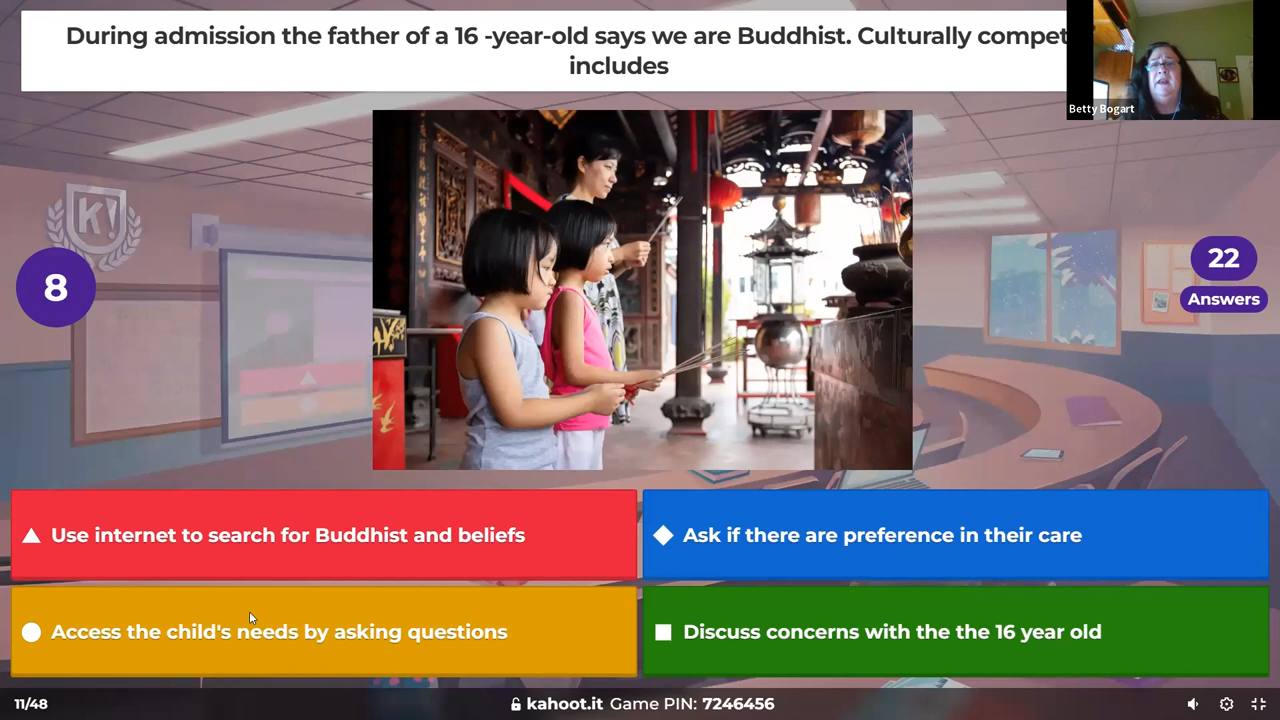 During admission the father of a 16 -year-old says we are Buddhist. Culturally
includes
Betty Bogart
K!
8
22
Answers
Use internet to search for Buddhist and beliefs
Ask if there are preference in their care
Access the child's needs by asking questions
Discuss concerns with the the 16 year old
11/48
kahoot.it Game PIN: 7246456